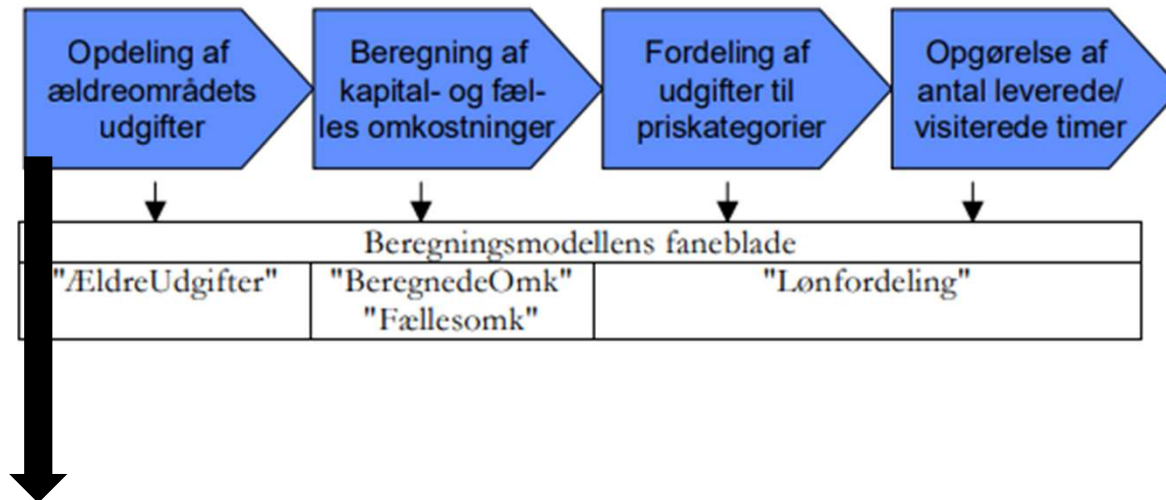 Opdeling af
ældreområdets
udgifter
Beregning af
kapital- og fæl-
les omkostninger
Fordeling af
udgifter til
priskategorier
Opgørelse af
antal leverede/
visiterede timer
Beregningsmodellens faneblade
"ÆldreUdgifter"
"BeregnedeOmk"
"Fællesomk"
"Lønfordeling"